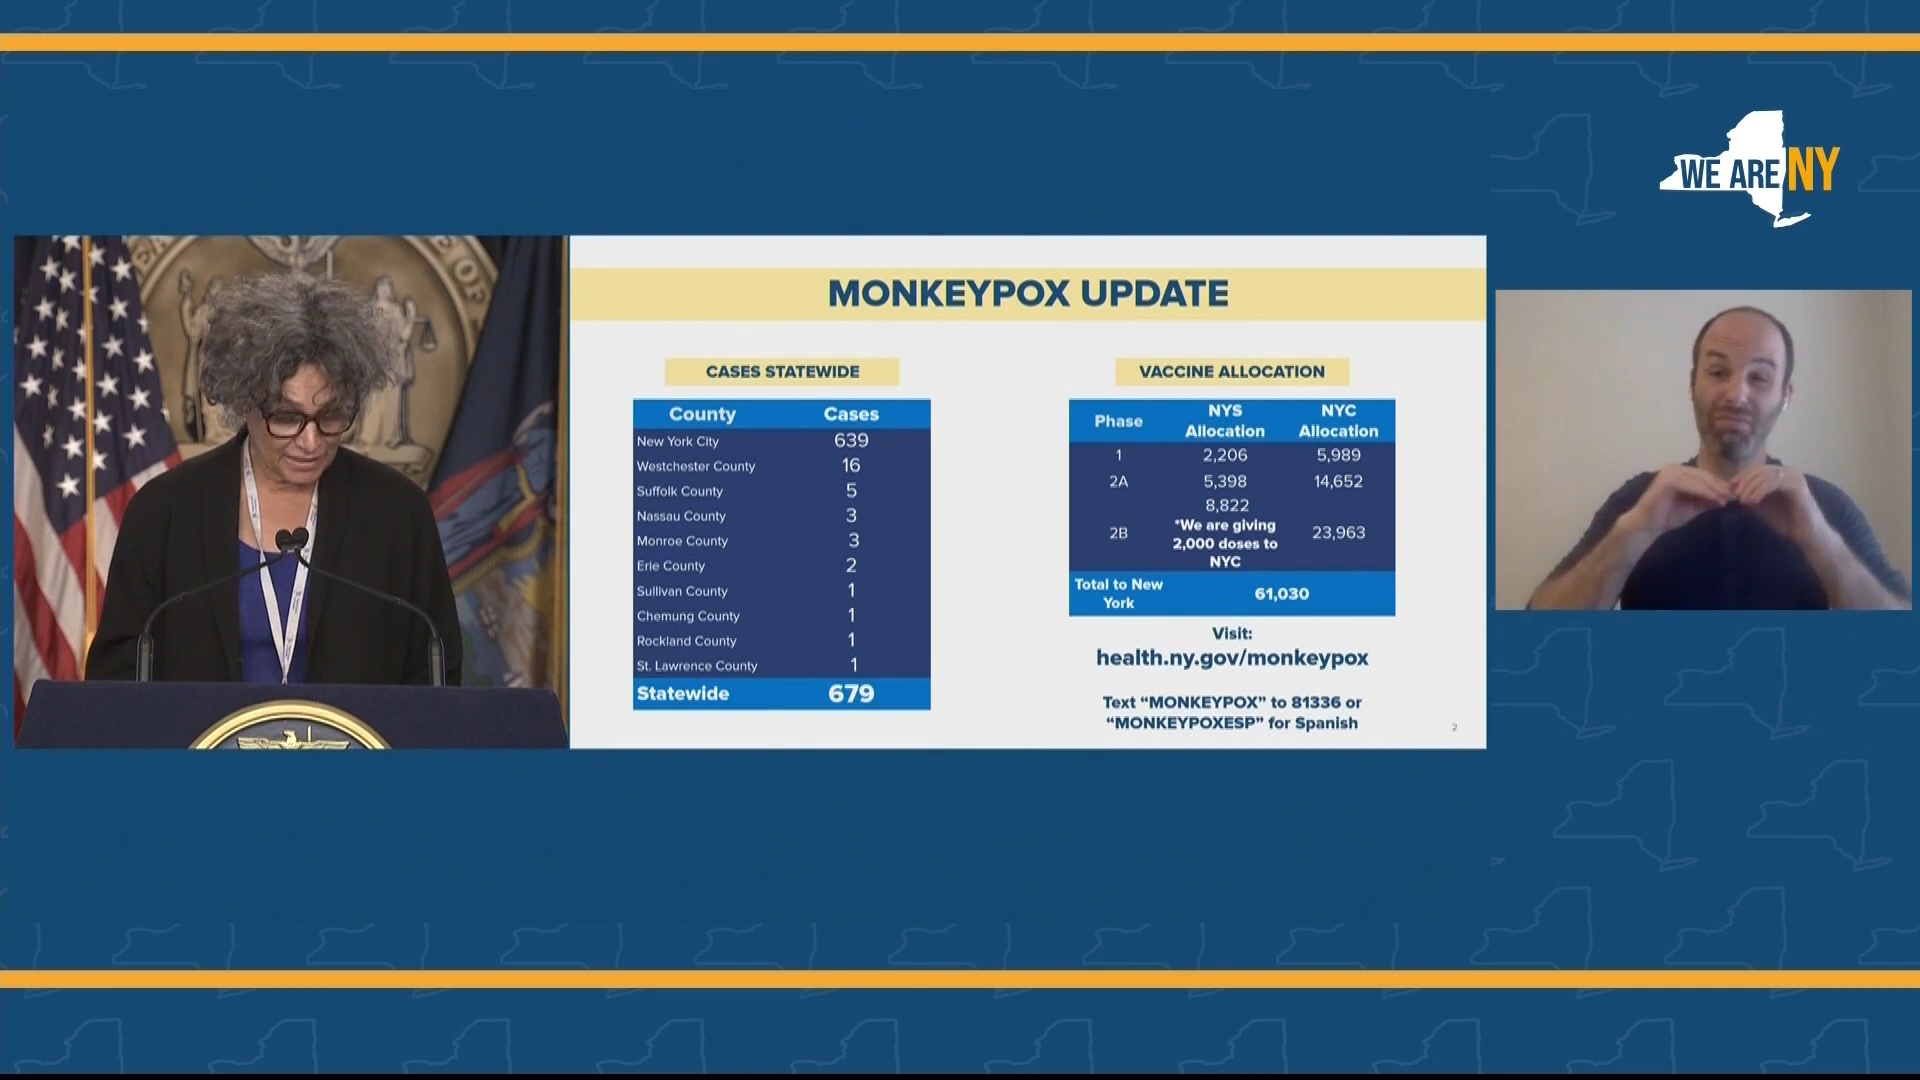 WE ARE NY
MONKEYPOX UPDATE
CASES STATEWIDE
County Cases
New York City 639
Westchester County 16
Suffolk County 5
Nassau County 3
Monroe County 3
Erie County 2
Sullivan County 1
Chemung County 1
Rockland County 1
St. Lawrence County 1
Statewide 679
VACCINE ALLOCATION
Phase NYS Allocation NYC Allocation
1 2,206 5,989
2A 5,398 14,652
8,822
*We are giving
2B 2,000 doses to 23,963
NYC
Total to New York 61,030
Visit:
health.ny.gov/monkeypox
Text “MONKEYPOX” to 81336 or
“MONKEYPOXESP” for Spanish
2